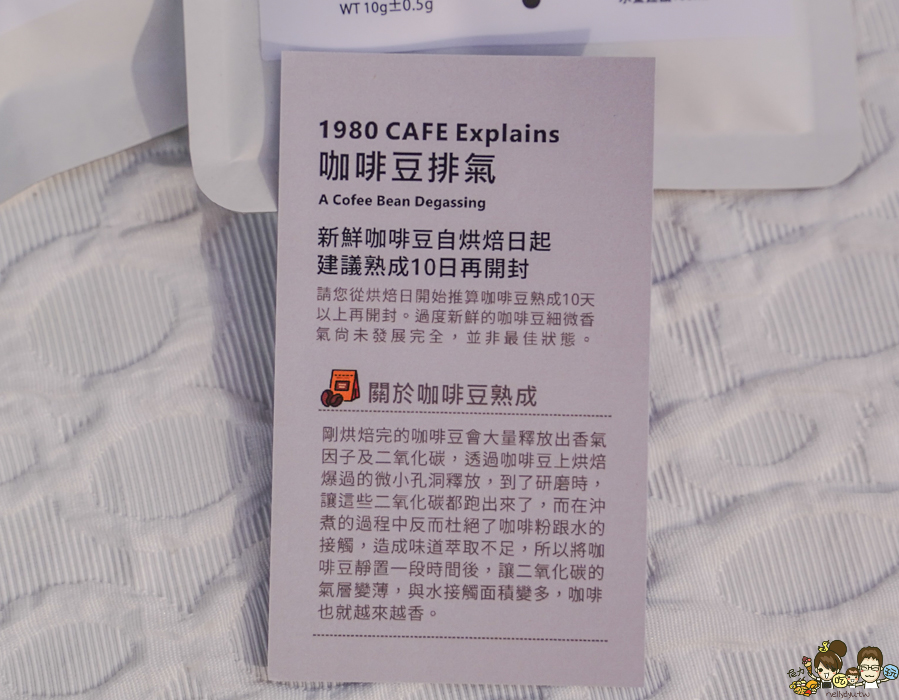 WT 10g±0.5g
1980 CAFE Explains
咖啡豆排氣
A Cofee Bean Degassing
新鮮咖啡豆自烘焙日起
建議熟成10日再開封
請您從烘焙日開始推算咖啡豆熟成10天
以上再開封。過度新鮮的咖啡豆細微香
氣尚未發展完全，並非最佳狀態。
關於咖啡豆熟成
剛烘焙完的咖啡豆會大量釋放出香氣
因子及二氧化碳，透過咖啡豆上烘焙
爆過的微小孔洞釋放，到了研磨時，
讓這些二氧化碳都跑出來了，而在沖
煮的過程中反而杜絕了咖啡粉跟水的
接觸，造成味道萃取不足，所以將咖
啡豆靜置一段時間後，讓二氧化碳的
氣層變薄，與水接觸面積變多，咖啡
也就越來越香。
nellydyu.tw